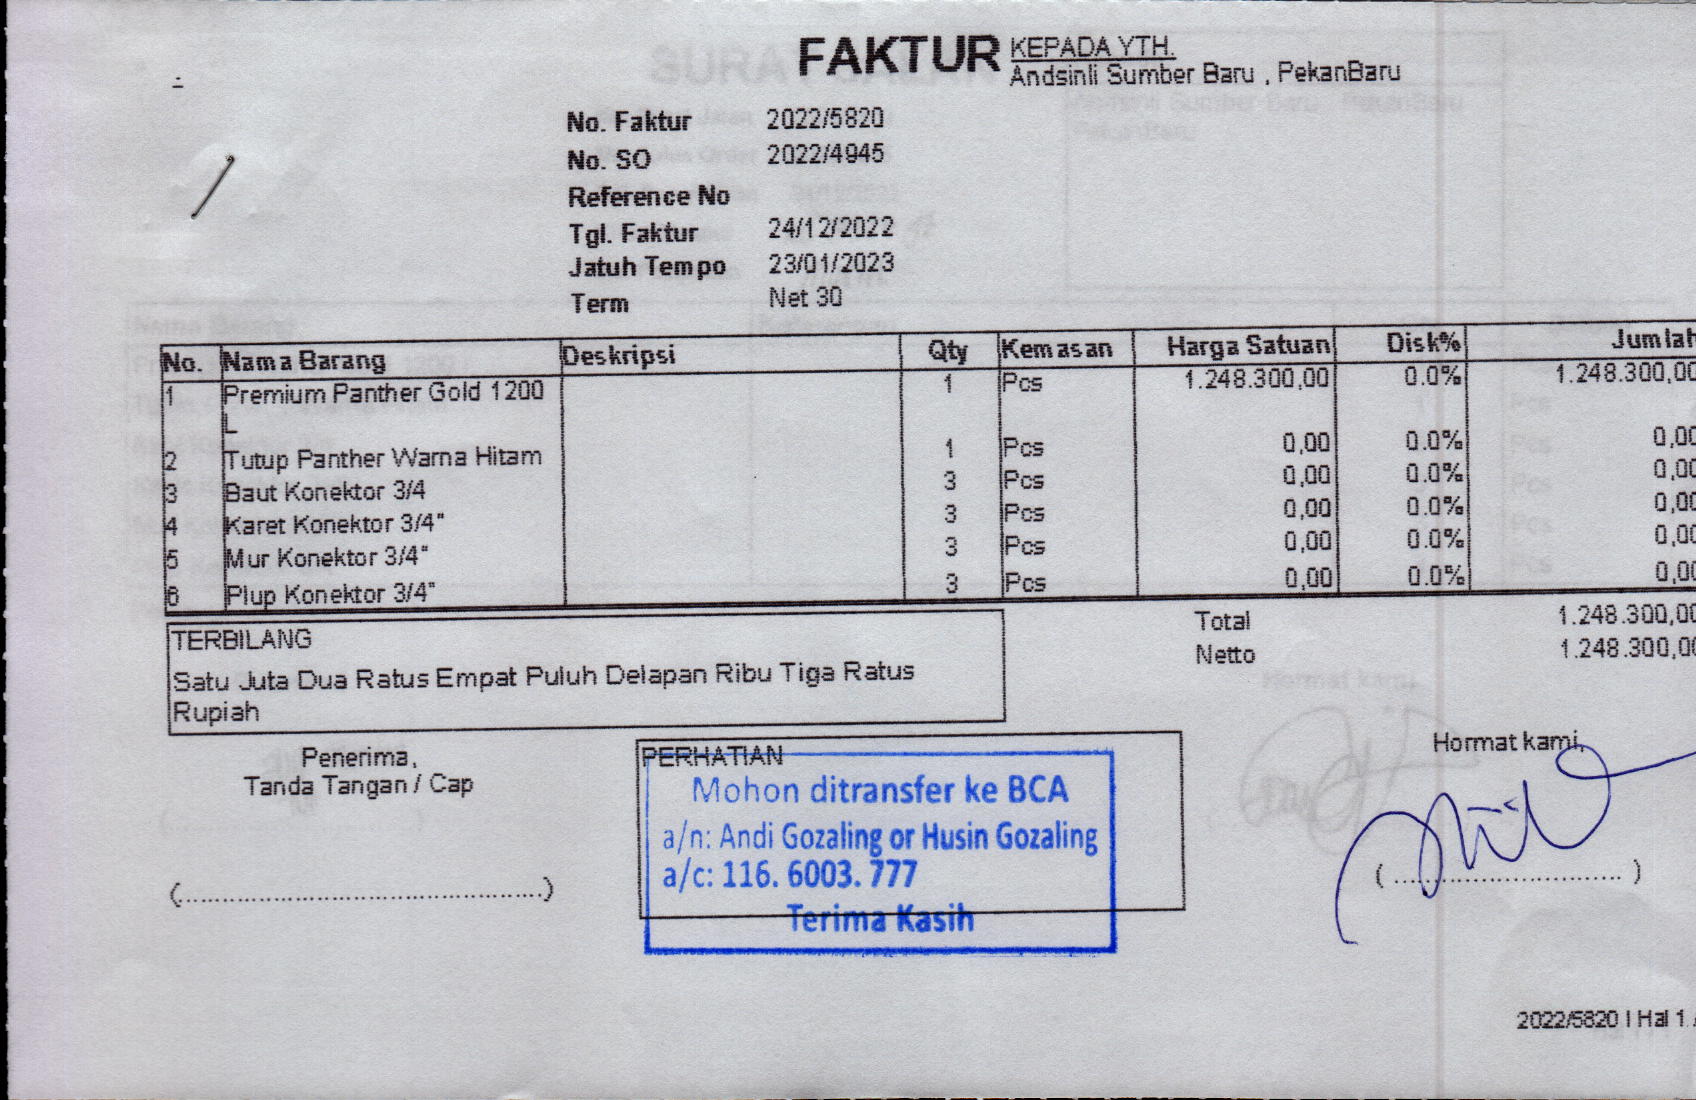 FAKTUR
KEPADA YTH.
Andsinli Sumber Baru , PekanBaru
No. Faktur 2022/5820
No. SO 2022/4945
Reference No
Tgl. Faktur 24/12/2022
Jatuh Tempo 23/01/2023
Term Net 30
No. Nama Barang Deskripsi Qty Kemasan Harga Satuan Disk% Jumlah
1 Premium Panther Gold 1200 1 Pcs 1.248.300,00 0.0% 1.248.300,00
L
2 Tutup Panther Warna Hitam 1 Pcs 0,00 0.0% 0,00
3 Baut Konektor 3/4 3 Pcs 0,00 0.0% 0,00
4 Karet Konektor 3/4" 3 Pcs 0,00 0.0% 0,00
5 Mur Konektor 3/4" 3 Pcs 0,00 0.0% 0,00
6 Plup Konektor 3/4" 3 Pcs 0,00 0.0% 0,00
Total 1.248.300,00
Netto 1.248.300,00
TERBILANG
Satu Juta Dua Ratus Empat Puluh Delapan Ribu Tiga Ratus
Rupiah
Penerima,
Tanda Tangan / Cap
(........................................)
PERHATIAN
Mohon ditransfer ke BCA
a/n: Andi Gozaling or Husin Gozaling
a/c: 116. 6003. 777
Terima Kasih
Hormat kami,
(............................)
2022/5820 | Hal 1